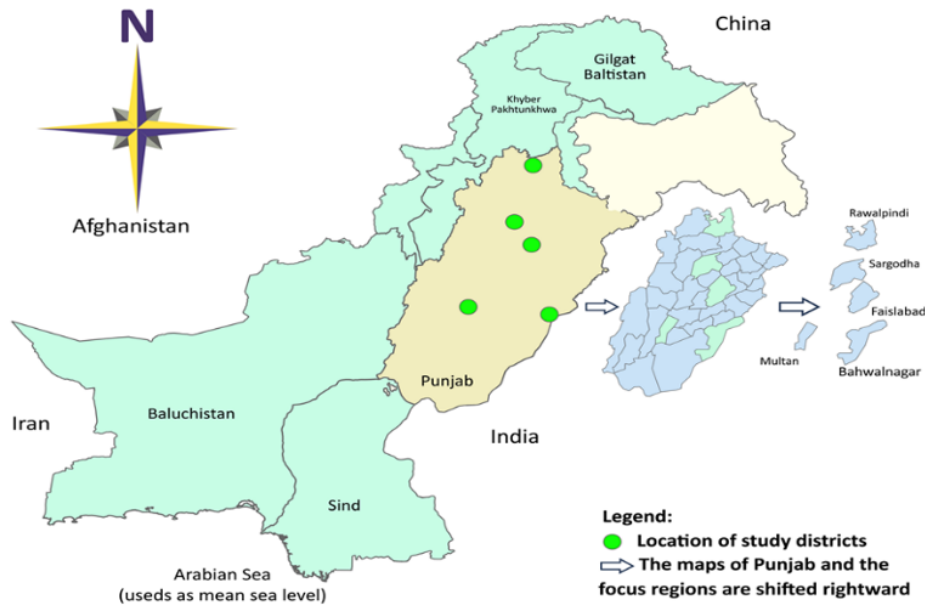 N
China
Gilgat
Baltistan
Khyber
Pakhtunkhwa
Afghanistan
Rawalpindi
Sargodha
Faislabad
Multan
Bahwalnagar
Punjab
Baluchistan
Iran
India
Sind
Arabian Sea
(useds as mean sea level)
Legend:
Location of study districts
The maps of Punjab and the
focus regions are shifted rightward